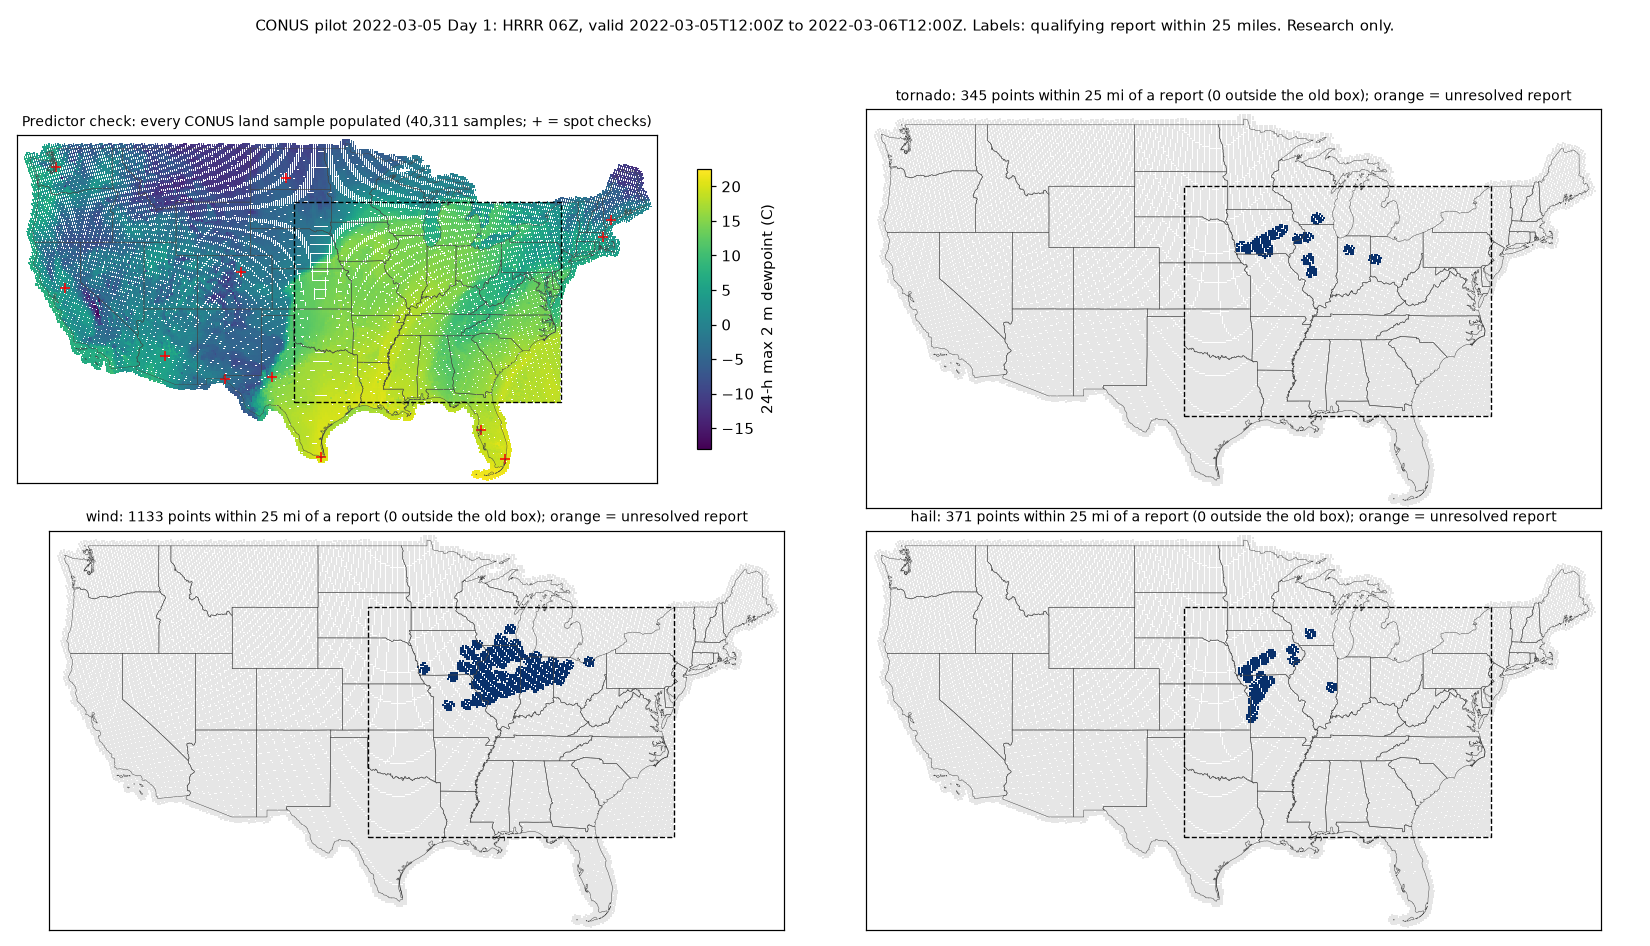 CONUS pilot 2022-03-05 Day 1: HRRR 06Z, valid 2022-03-05T12:00Z to 2022-03-06T12:00Z. Labels: qualifying report within 25 miles. Research only.
Predictor check: every CONUS land sample populated (40,311 samples; + = spot checks)
20
15
10
5
0
−5
−10
−15
24-h max 2 m dewpoint (C)
tornado: 345 points within 25 mi of a report (0 outside the old box); orange = unresolved report
wind: 1133 points within 25 mi of a report (0 outside the old box); orange = unresolved report
hail: 371 points within 25 mi of a report (0 outside the old box); orange = unresolved report